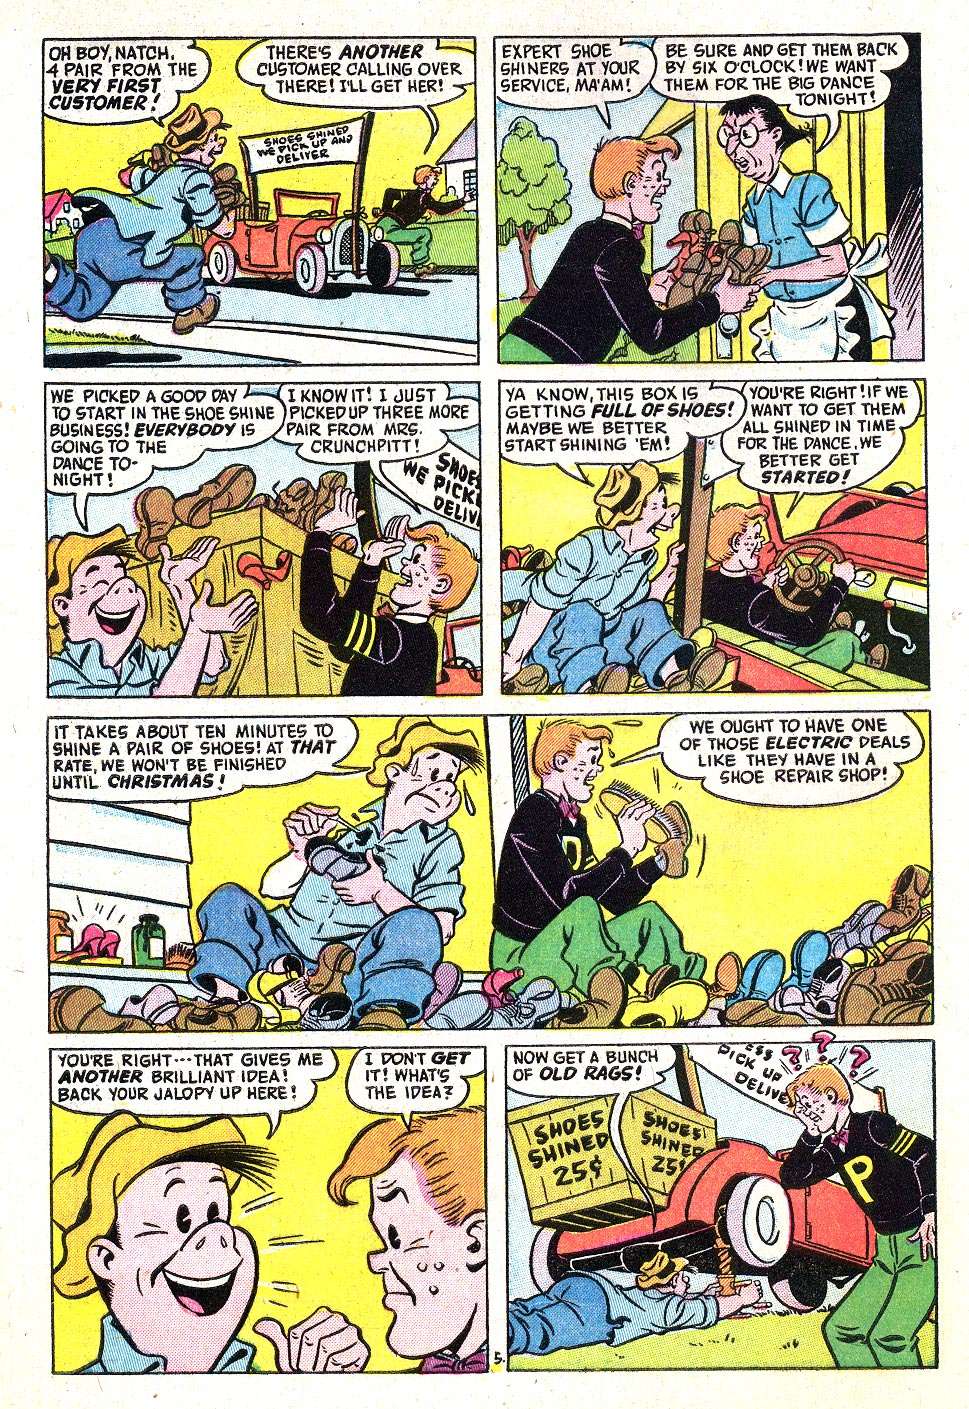 OH BOY, NATCH,
4 PAIR FROM THE
VERY FIRST
CUSTOMER!
THERE'S ANOTHER
CUSTOMER CALLING OVER
THERE! I'LL GET HER!
SHOES SHINED
WE PICK UP AND
DELIVER
EXPERT SHOE
SHINERS AT YOUR
SERVICE, MA'AM!
BE SURE AND GET THEM BACK
BY SIX O'CLOCK! WE WANT
THEM FOR THE BIG DANCE
TONIGHT!
WE PICKED A GOOD DAY
TO START IN THE SHOE SHINE
BUSINESS! EVERYBODY IS
GOING TO THE
DANCE TO-
NIGHT!
I KNOW IT! I JUST
PICKED UP THREE MORE
PAIR FROM MRS.
CRUNCHPITT!
SHOES
WE PICK
DELIV
YA KNOW, THIS BOX IS
GETTING FULL OF SHOES!
MAYBE WE BETTER
START SHINING 'EM!
YOU'RE RIGHT! IF WE
WANT TO GET THEM
ALL SHINED IN TIME
FOR THE DANCE, WE
BETTER GET
STARTED!
IT TAKES ABOUT TEN MINUTES TO
SHINE A PAIR OF SHOES! AT THAT
RATE, WE WON'T BE FINISHED
UNTIL CHRISTMAS!
WE OUGHT TO HAVE ONE
OF THOSE ELECTRIC DEALS
LIKE THEY HAVE IN A
SHOE REPAIR SHOP!
P
YOU'RE RIGHT---THAT GIVES ME
ANOTHER BRILLIANT IDEA!
BACK YOUR JALOPY UP HERE!
I DON'T GET
IT! WHAT'S
THE IDEA?
NOW GET A BUNCH
OF OLD RAGS!
ESS
PICK UP
DELIVE
? ? ?
SHOES
SHINED
25¢
SHOES
SHINED
25¢
P
5.